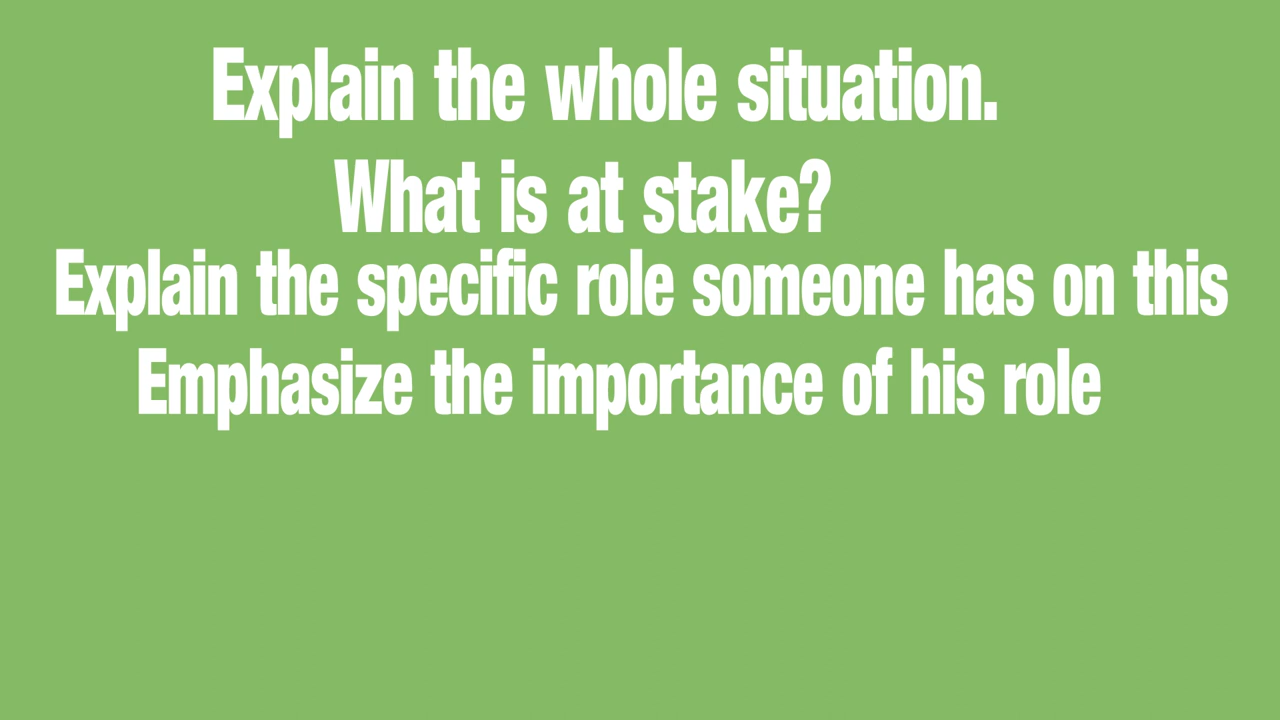 Explain the whole situation.
What is at stake?
Explain the specific role someone has on this
Emphasize the importance of his role